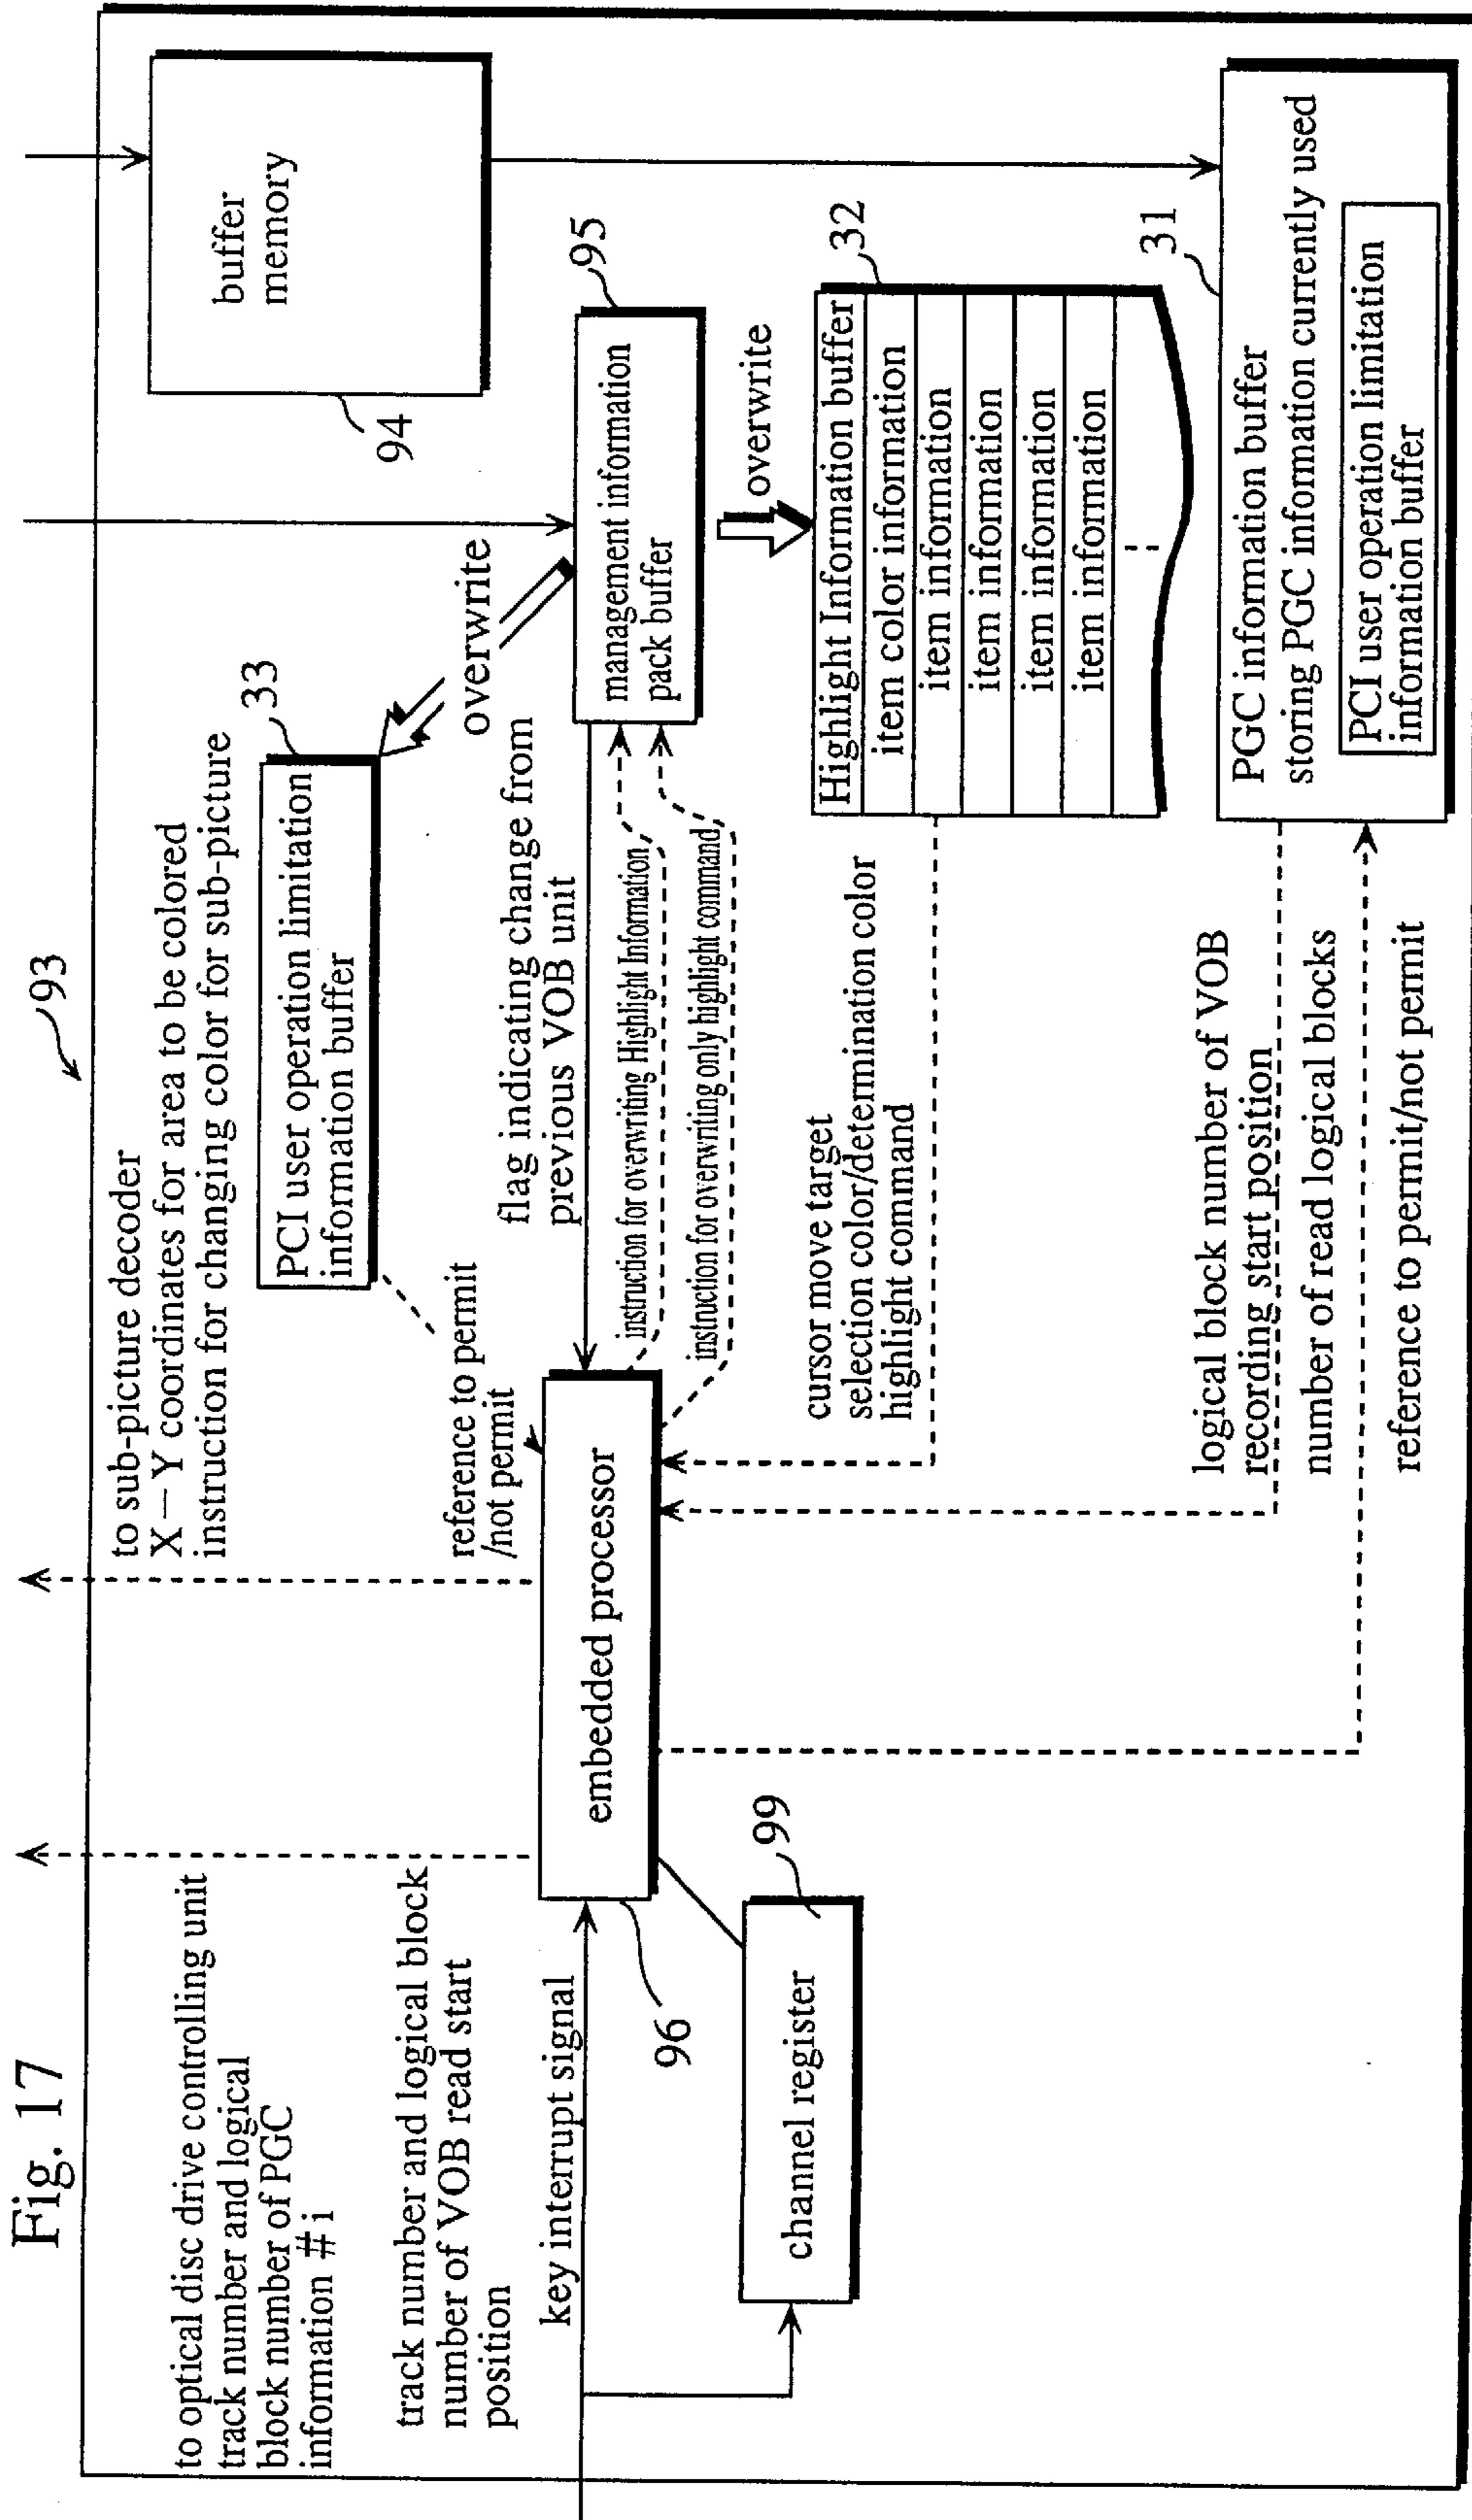 Fig. 17
93
to optical disc drive controlling unit
track number and logical
block number of PGC
information #i
track number and logical block
number of VOB read start
position
key interrupt signal
96
channel register
99
embedded processor
to sub-picture decoder
X－Y coordinates for area to be colored
instruction for changing color for sub-picture
PCI user operation limitation
information buffer
33
reference to permit
/not permit
overwrite
flag indicating change from
previous VOB unit
instruction for overwriting Highlight Information
instruction for overwriting only highlight command
buffer
memory
94
management information
pack buffer
95
overwrite
cursor move target
selection color/determination color
highlight command
Highlight Information buffer
item color information
item information
item information
item information
item information
32
logical block number of VOB
recording start position
number of read logical blocks
reference to permit/not permit
31
PGC information buffer
storing PGC information currently used
PCI user operation limitation
information buffer